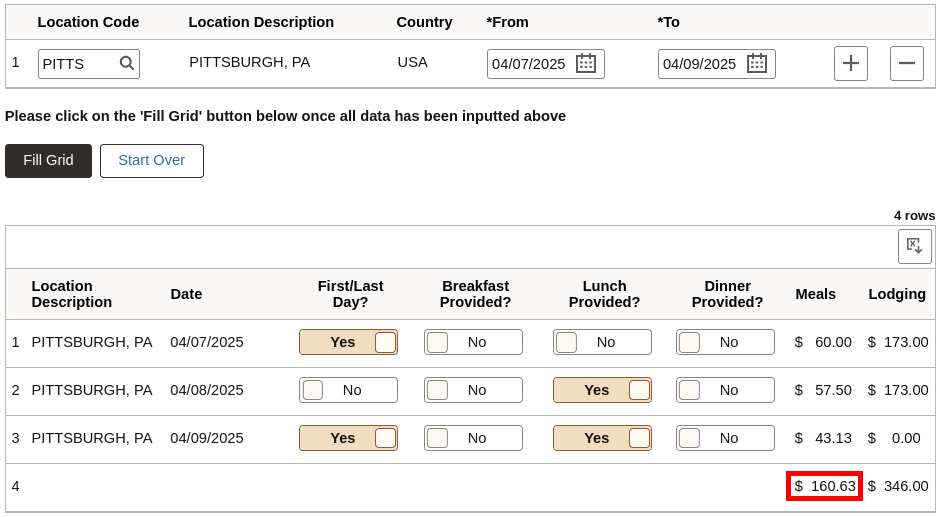 Location Code Location Description Country *From *To
1 PITTS PITTSBURGH, PA USA 04/07/2025 04/09/2025
Please click on the 'Fill Grid' button below once all data has been inputted above
Fill Grid Start Over
4 rows
Location Description Date First/Last Day? Breakfast Provided? Lunch Provided? Dinner Provided? Meals Lodging
1 PITTSBURGH, PA 04/07/2025 Yes No No No $ 60.00 $ 173.00
2 PITTSBURGH, PA 04/08/2025 No No Yes No $ 57.50 $ 173.00
3 PITTSBURGH, PA 04/09/2025 Yes No Yes No $ 43.13 $ 0.00
4 $ 160.63 $ 346.00